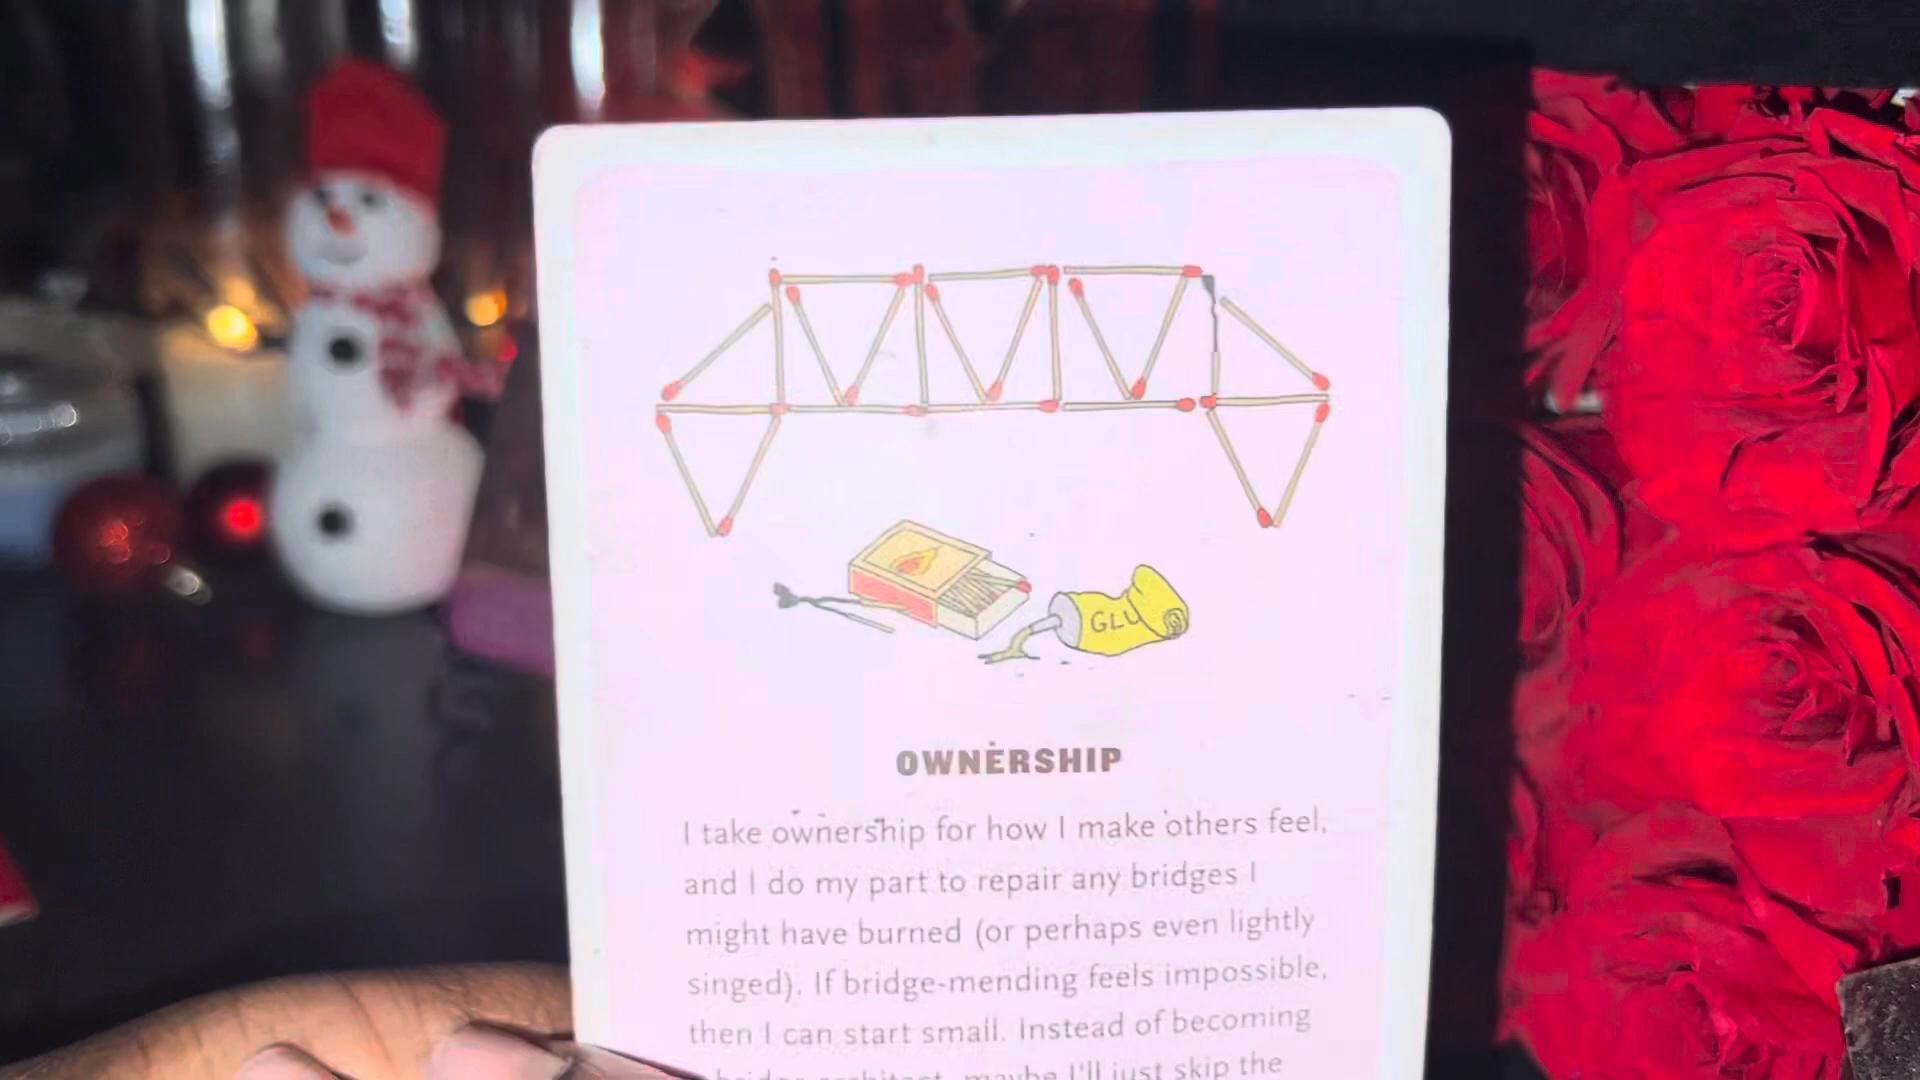 GLU
OWNERSHIP
I take ownership for how I make others feel,
and I do my part to repair any bridges I
might have burned (or perhaps even lightly
singed). If bridge-mending feels impossible,
then I can start small. Instead of becoming
bridge architect, maybe I'll just skip the